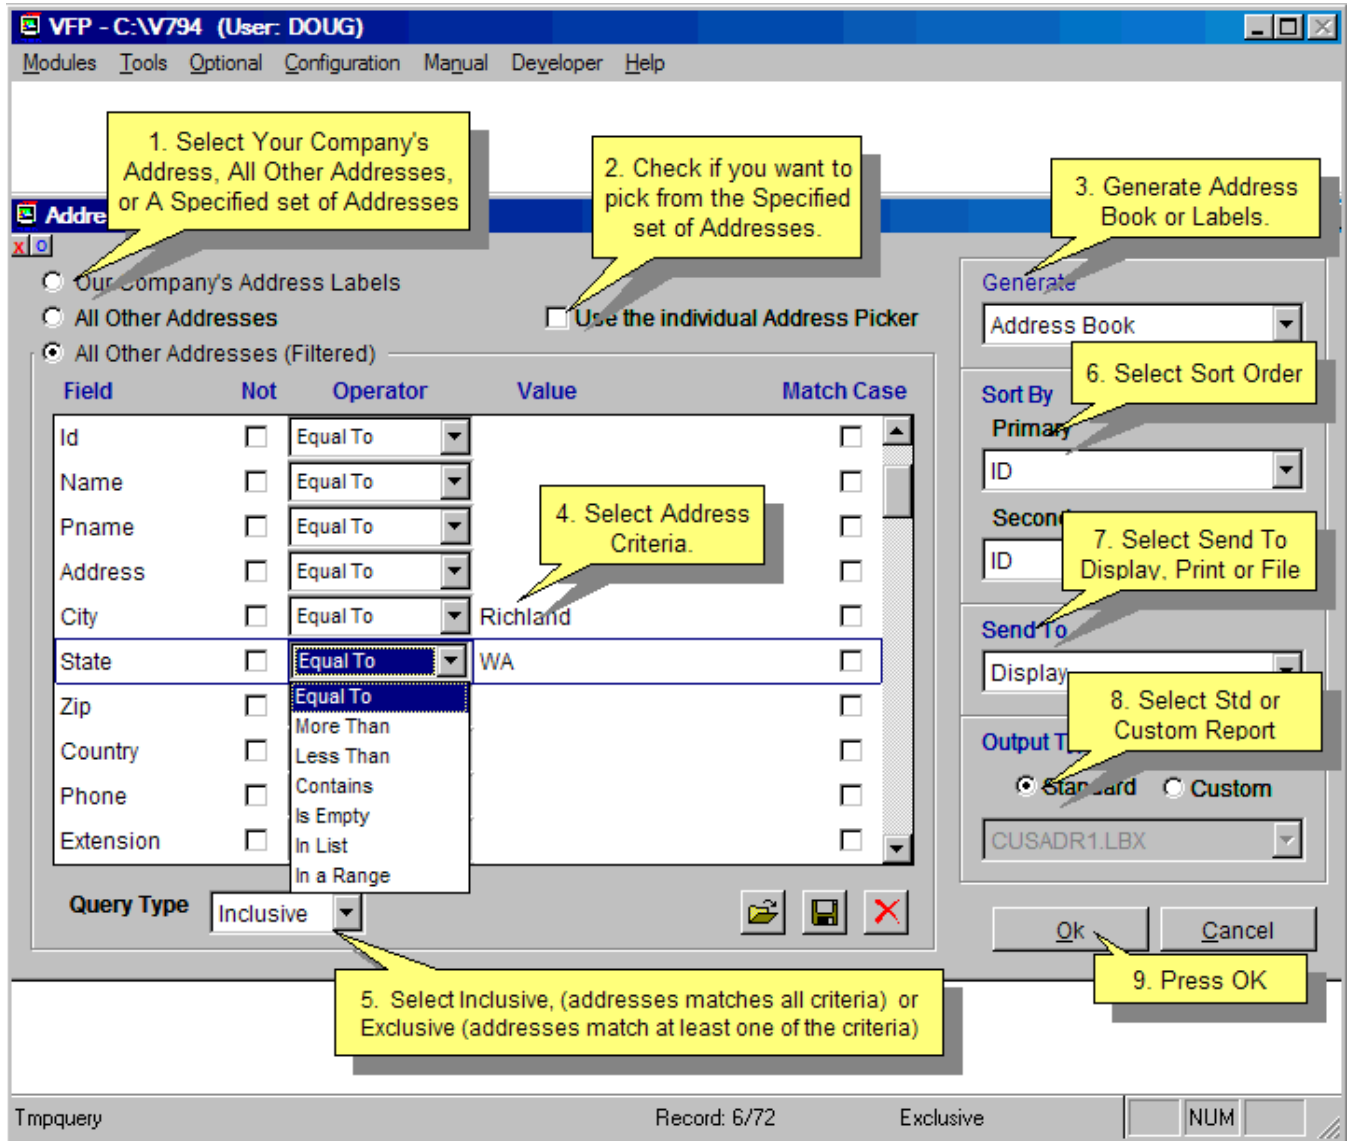 VFP - C:\V794 (User: DOUG)
Modules Tools Optional Configuration Manual Developer Help
1. Select Your Company's
Address, All Other Addresses,
or A Specified set of Addresses
2. Check if you want to
pick from the Specified
set of Addresses.
3. Generate Address
Book or Labels.
Addre
X O
Our Company's Address Labels
All Other Addresses
Use the individual Address Picker
All Other Addresses (Filtered)
Field Not Operator Value Match Case
Id Equal To
Name Equal To
Pname Equal To
Address Equal To
City Equal To Richland
State Equal To WA
Zip
Country
Phone
Extension
Equal To
More Than
Less Than
Contains
Is Empty
In List
In a Range
4. Select Address
Criteria.
Query Type Inclusive
5. Select Inclusive, (addresses matches all criteria) or
Exclusive (addresses match at least one of the criteria)
Generate
Address Book
6. Select Sort Order
Sort By
Primary
ID
Second
ID
7. Select Send To
Display, Print or File
Send To
Display
8. Select Std or
Custom Report
Output T
Standard Custom
CUSADR1.LBX
Ok Cancel
9. Press OK
Tmpquery Record: 6/72 Exclusive NUM